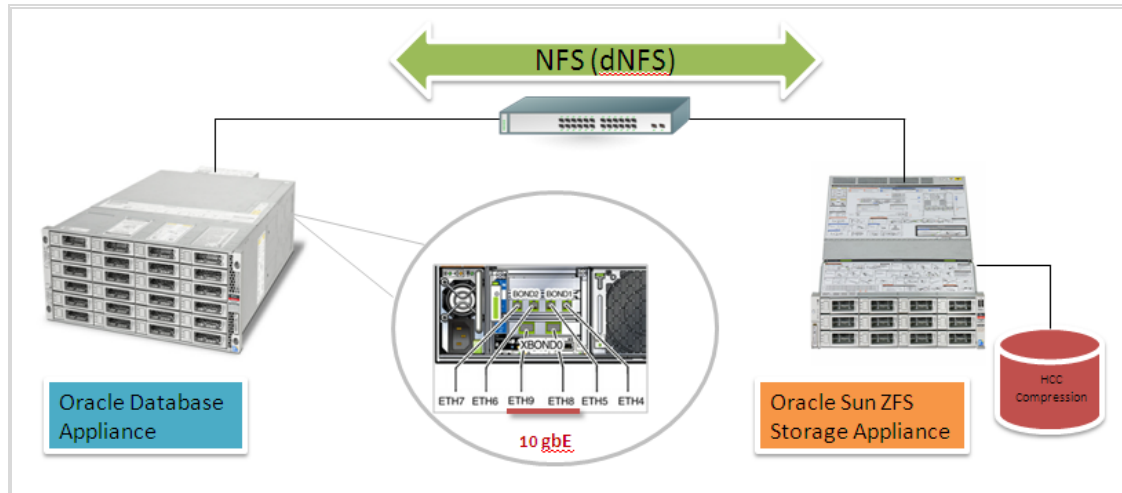 NFS (dNFS)
BOND2 BOND1
XBOND0
ETH7 ETH6 ETH9 ETH8 ETH5 ETH4
10 gbE
Oracle Database
Appliance
Oracle Sun ZFS
Storage Appliance
HCC
Compression